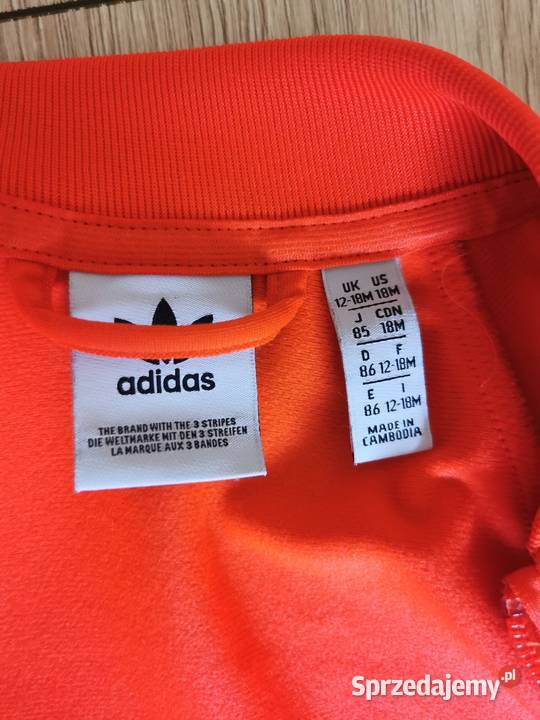 adidas
THE BRAND WITH THE 3 STRIPES
DIE WELTMARKE MIT DEN 3 STREIFEN
LA MARQUE AUX 3 BANDES
UK US
12-18M 18M
J CDN
85 18M
D F
86 12-18M
E I
86 12-18M
MADE IN
CAMBODIA
Sprzedajemy.pl